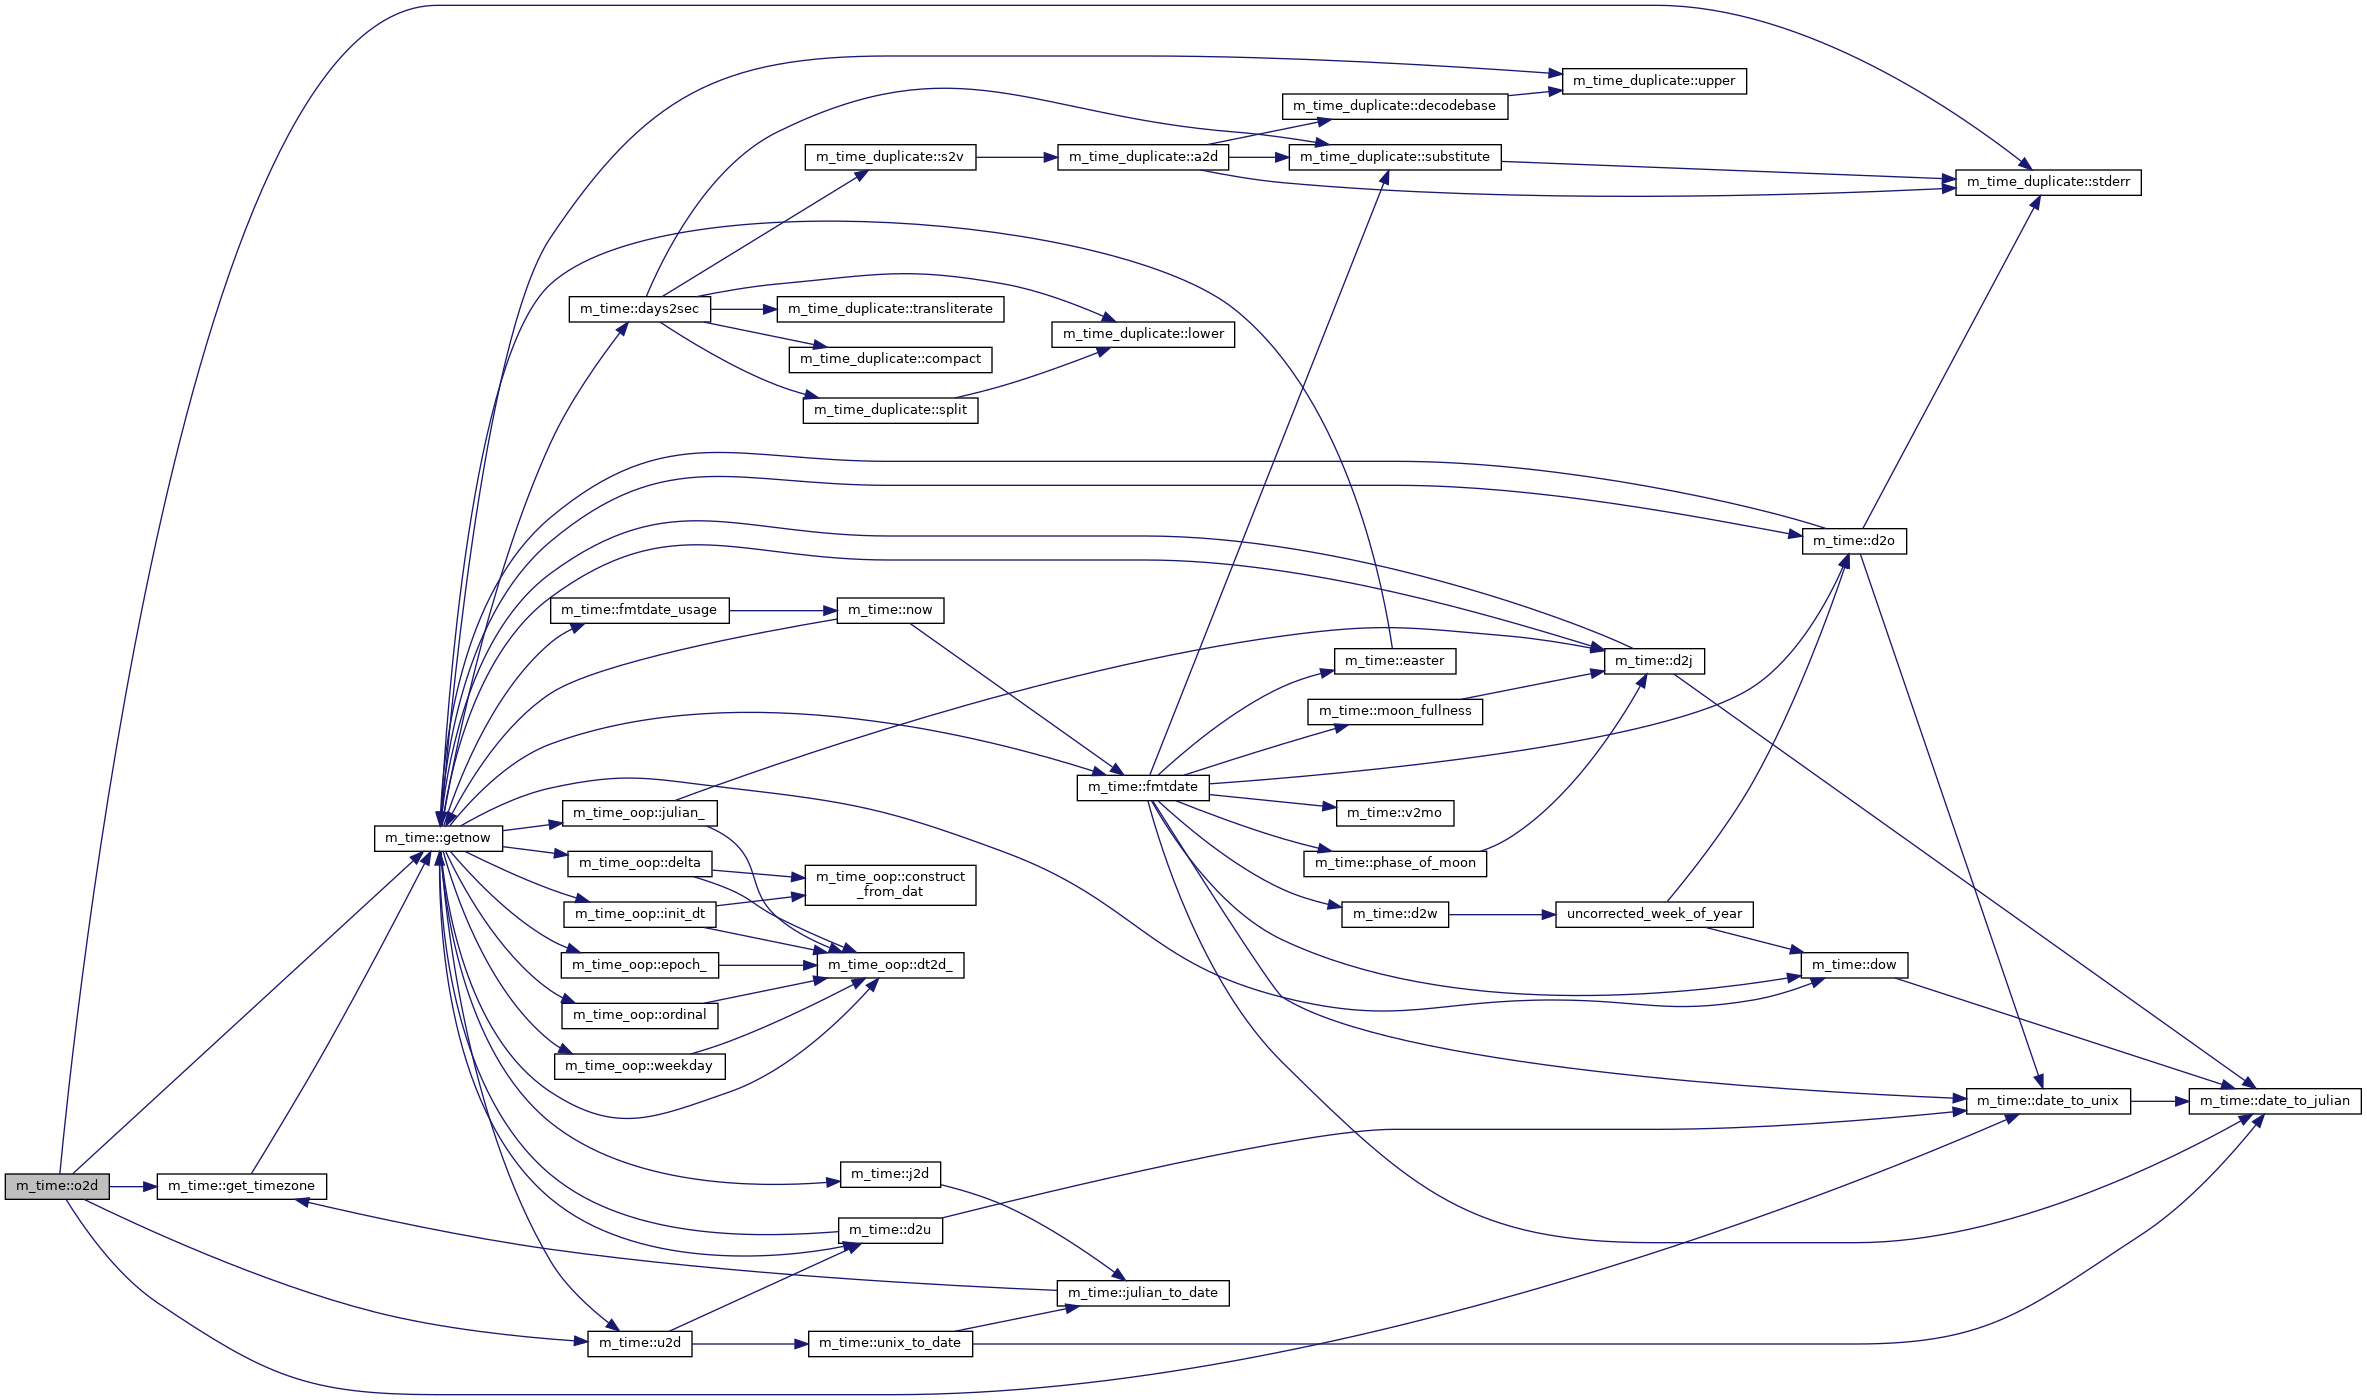 m_time_duplicate::upper
m_time_duplicate::decodebase
m_time_duplicate::s2v
m_time_duplicate::a2d
m_time_duplicate::substitute
m_time_duplicate::stderr
m_time::days2sec
m_time_duplicate::transliterate
m_time_duplicate::lower
m_time_duplicate::compact
m_time_duplicate::split
m_time::d2o
m_time::fmtdate_usage
m_time::now
m_time::easter
m_time::d2j
m_time::moon_fullness
m_time::fmtdate
m_time_oop::julian_
m_time::v2mo
m_time::getnow
m_time_oop::delta
m_time::phase_of_moon
m_time_oop::construct
_from_dat
m_time_oop::init_dt
m_time::d2w
uncorrected_week_of_year
m_time_oop::epoch_
m_time_oop::dt2d_
m_time::dow
m_time_oop::ordinal
m_time_oop::weekday
m_time::date_to_unix
m_time::date_to_julian
m_time::j2d
m_time::o2d
m_time::get_timezone
m_time::d2u
m_time::julian_to_date
m_time::u2d
m_time::unix_to_date